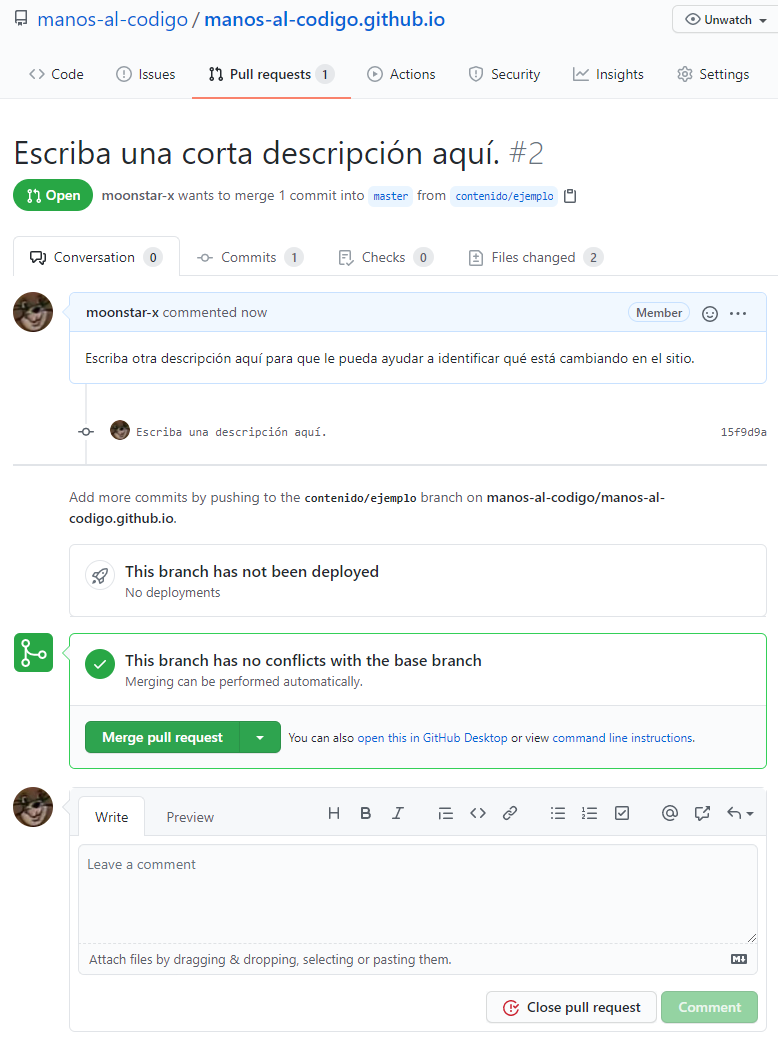 manos-al-codigo / manos-al-codigo.github.io
Unwatch
Code
Issues
Pull requests 1
Actions
Security
Insights
Settings
Escriba una corta descripción aquí. #2
Open moonstar-x wants to merge 1 commit into master from contenido/ejemplo
Conversation 0
Commits 1
Checks 0
Files changed 2
moonstar-x commented now
Member
Escriba otra descripción aquí para que le pueda ayudar a identificar qué está cambiando en el sitio.
Escriba una descripción aquí.
15f9d9a
Add more commits by pushing to the contenido/ejemplo branch on manos-al-codigo/manos-al-
codigo.github.io.
This branch has not been deployed
No deployments
This branch has no conflicts with the base branch
Merging can be performed automatically.
Merge pull request
You can also open this in GitHub Desktop or view command line instructions.
Write
Preview
Leave a comment
Attach files by dragging & dropping, selecting or pasting them.
Close pull request
Comment